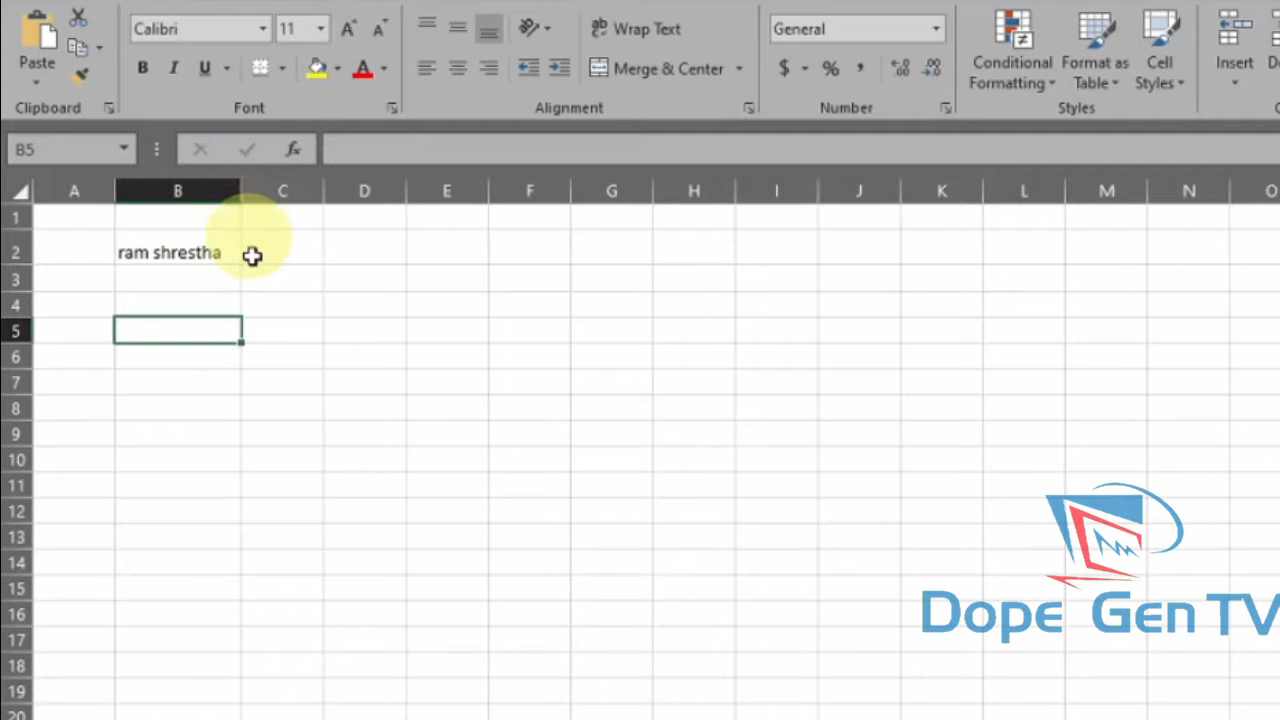 Calibri 11 Wrap Text General
Paste B I U A Merge & Center $ % Conditional Formatting Format as Table Cell Styles Insert
Clipboard Font Alignment Number Styles
B5 fx
A B C D E F G H I J K L M N O
1
2 ram shrestha
3
4
5
6
7
8
9
10
11
12
13
14
15
16
17
18
19
20
Dope Gen TV